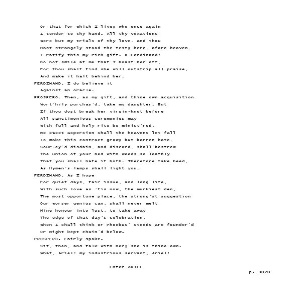 Or that for which I live; who once again
I tender to thy hand. All thy vexations
Were but my trials of thy love, and thou
Hast strangely stood the test; here, afore heaven
I ratify this my rich gift. O Ferdinand!
Do not smile at me that I boast her off,
For thou shalt find she will outstrip all praise,
And make it halt behind her.
FERDINAND. I do believe it
Against an oracle.
PROSPERO. Then, as my gift, and thine own acquisition
Worthily purchas'd, take my daughter. But
If thou dost break her virgin-knot before
All sanctimonious ceremonies may
With full and holy rite be minist'red,
No sweet aspersion shall the heavens let fall
To make this contract grow; but barren hate,
Sour-ey'd disdain, and discord, shall bestrew
The union of your bed with weeds so loathly
That you shall hate it both. Therefore take heed,
As Hymen's lamps shall light you.
FERDINAND. As I hope
For quiet days, fair issue, and long life,
With such love as 'tis now, the murkiest den,
The most opportune place, the strong'st suggestion
Our worser genius can, shall never melt
Mine honour into lust, to take away
The edge of that day's celebration,
When I shall think or Phoebus' steeds are founder'd
Or Night kept chain'd below.
PROSPERO. Fairly spoke.
Sit, then, and talk with her; she is thine own.
What, Ariel! my industrious servant, Ariel!
Enter ARIEL